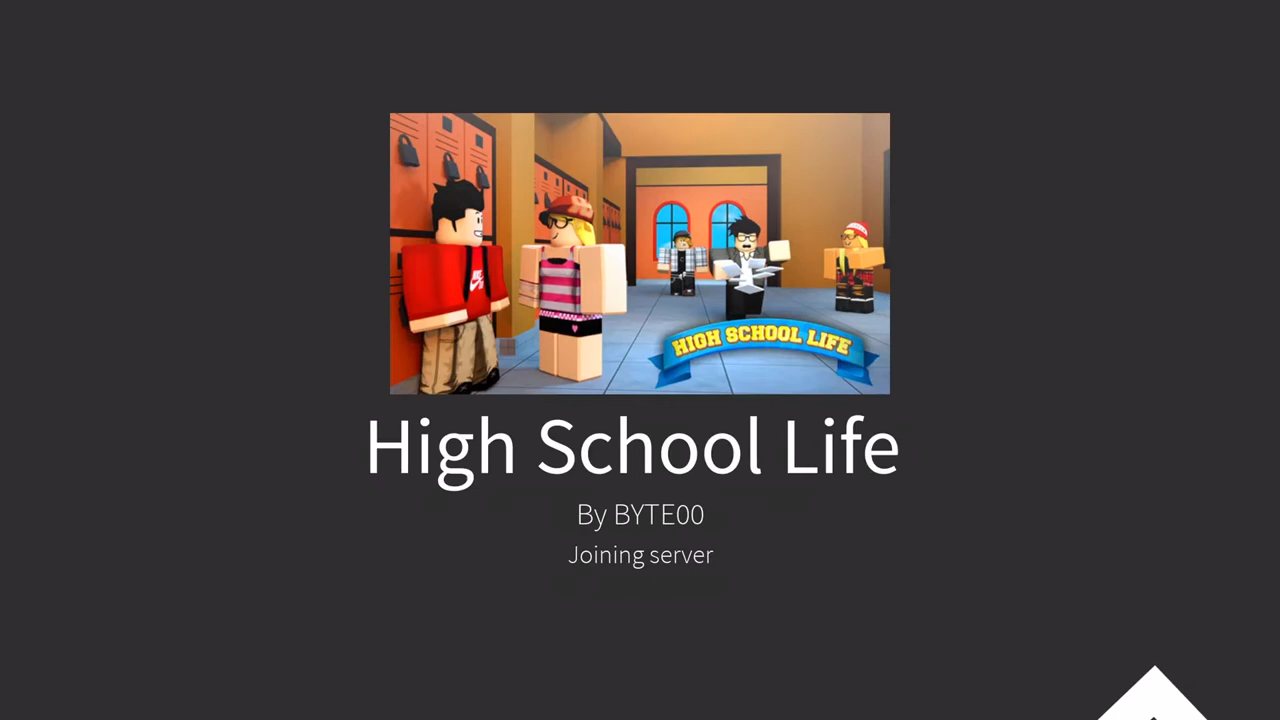 HIGH SCHOOL LIFE
High School Life
By BYTE00
Joining server